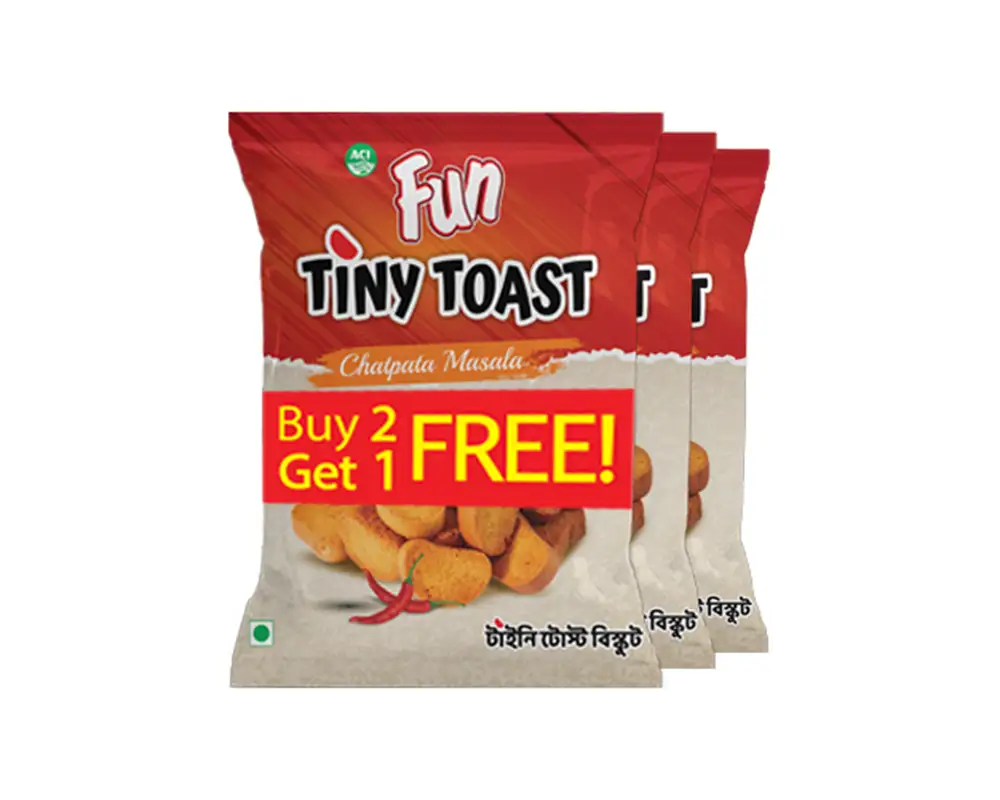 ACI
Fun
TINY TOAST
Chatpata Masala
Buy 2
Get 1
FREE!
টাইনি টোস্ট বিস্কুট
বিস্কুট
বিস্কুট
T
T